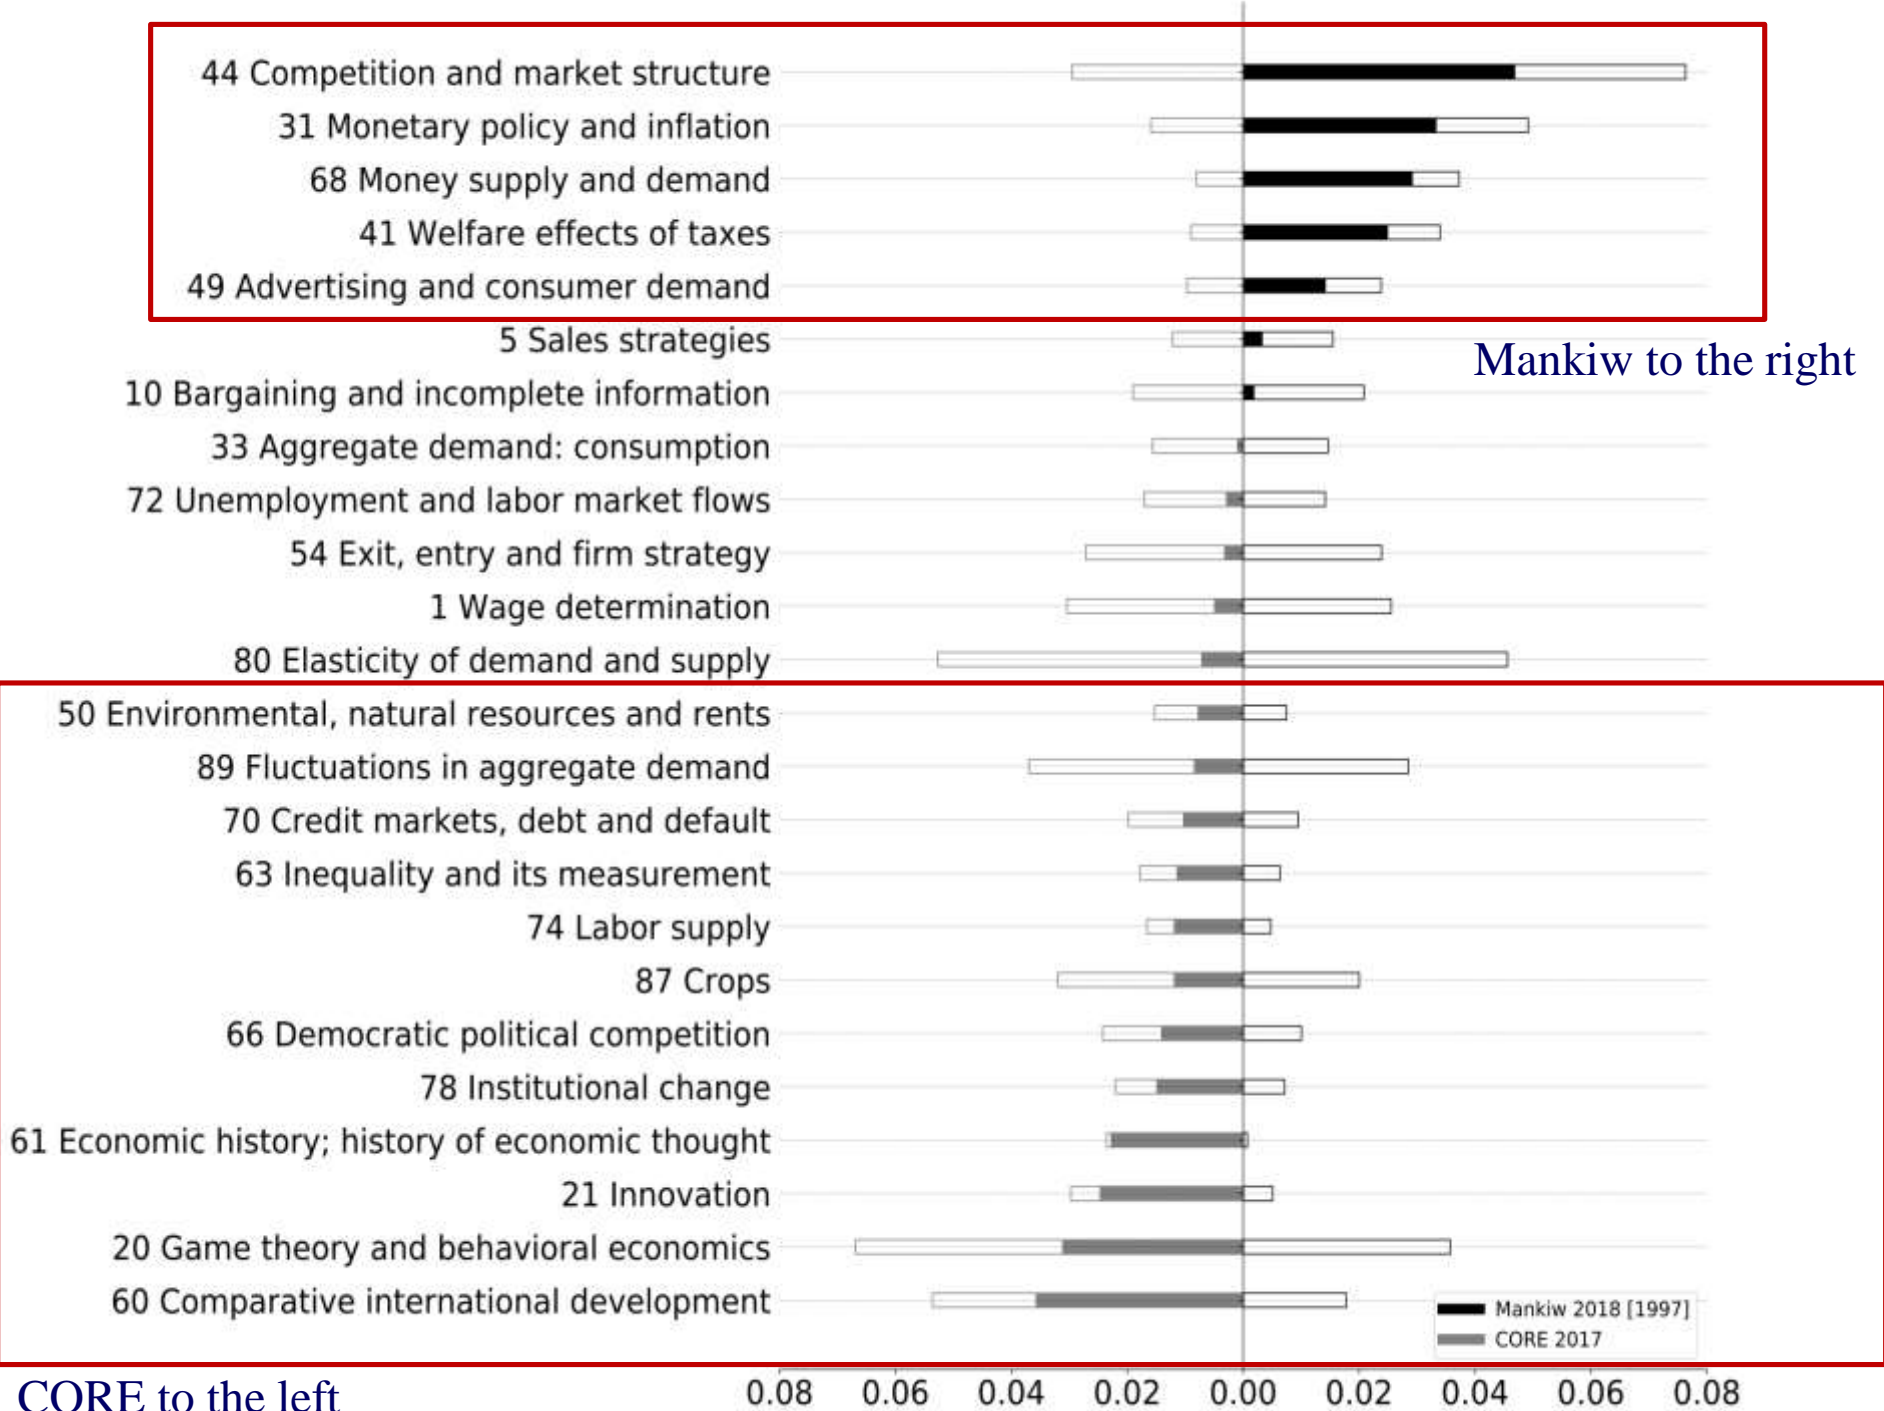 44 Competition and market structure
31 Monetary policy and inflation
68 Money supply and demand
41 Welfare effects of taxes
49 Advertising and consumer demand
5 Sales strategies
Mankiw to the right
10 Bargaining and incomplete information
33 Aggregate demand: consumption
72 Unemployment and labor market flows
54 Exit, entry and firm strategy
1 Wage determination
80 Elasticity of demand and supply
50 Environmental, natural resources and rents
89 Fluctuations in aggregate demand
70 Credit markets, debt and default
63 Inequality and its measurement
74 Labor supply
87 Crops
66 Democratic political competition
78 Institutional change
61 Economic history; history of economic thought
21 Innovation
20 Game theory and behavioral economics
60 Comparative international development
Mankiw 2018 [1997]
CORE 2017
CORE to the left
0.08 0.06 0.04 0.02 0.00 0.02 0.04 0.06 0.08